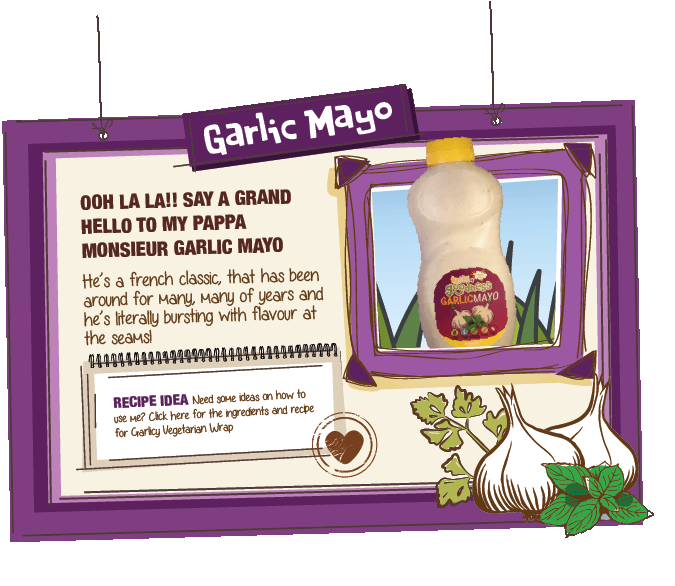 Garlic Mayo
OOH LA LA!! SAY A GRAND
HELLO TO MY PAPPA
MONSIEUR GARLIC MAYO
He's a french classic, that has been
around for many, many of years and
he's literally bursting with flavour at
the seams!
goodness
GARLICMAYO
RECIPE IDEA Need some ideas on how to
use me? Click here for the ingredients and recipe
for Garlicy Vegetarian Wrap